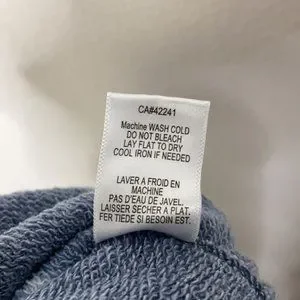 CA#42241
Machine WASH COLD
DO NOT BLEACH
LAY FLAT TO DRY
COOL IRON IF NEEDED
LAVER A FROID EN
MACHINE
PAS D'EAU DE JAVEL.
LAISSER SECHER A PLAT.
FER TIEDE SI BESOIN EST.